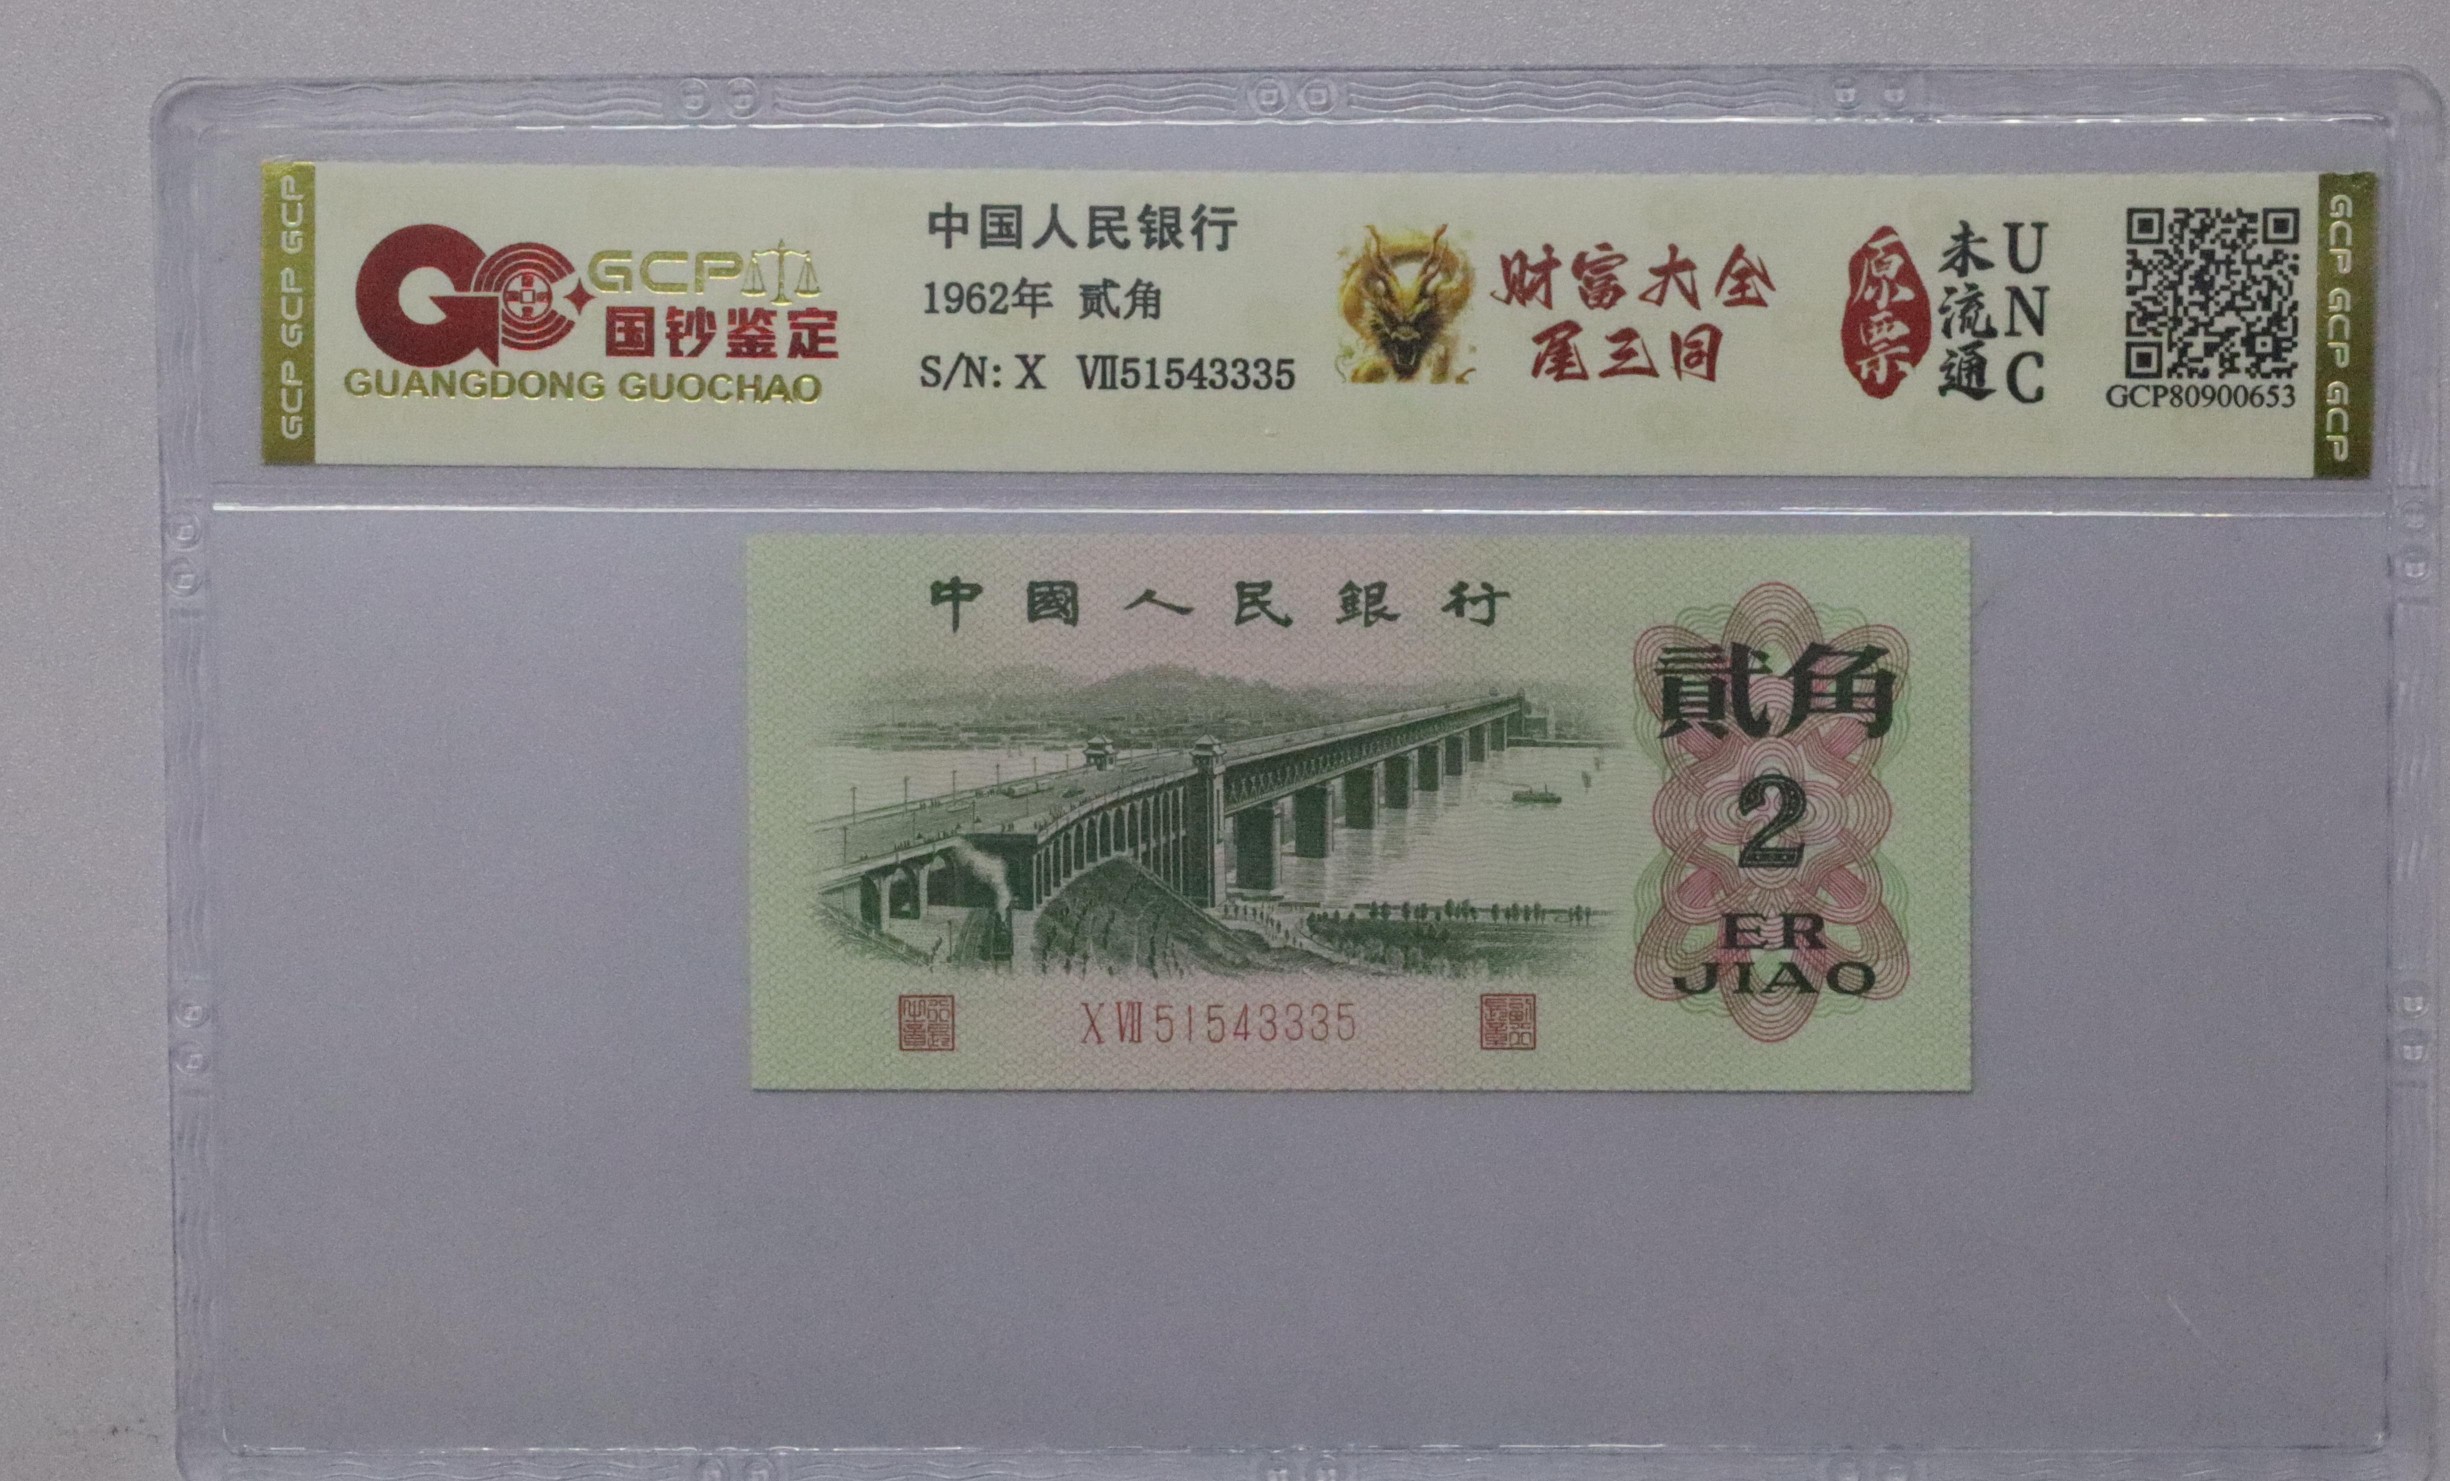 GCP GCP GCP
GCP
国钞鉴定
GUANGDONG GUOCHAO
中国人民银行
1962年 贰角
S/N: X Ⅶ51543335
财富大全
尾三同
原票
未流通
UNC
GCP80900653
GCP GCP GCP
中國人民銀行
貳角
2
ER
JIAO
X Ⅶ 51543335